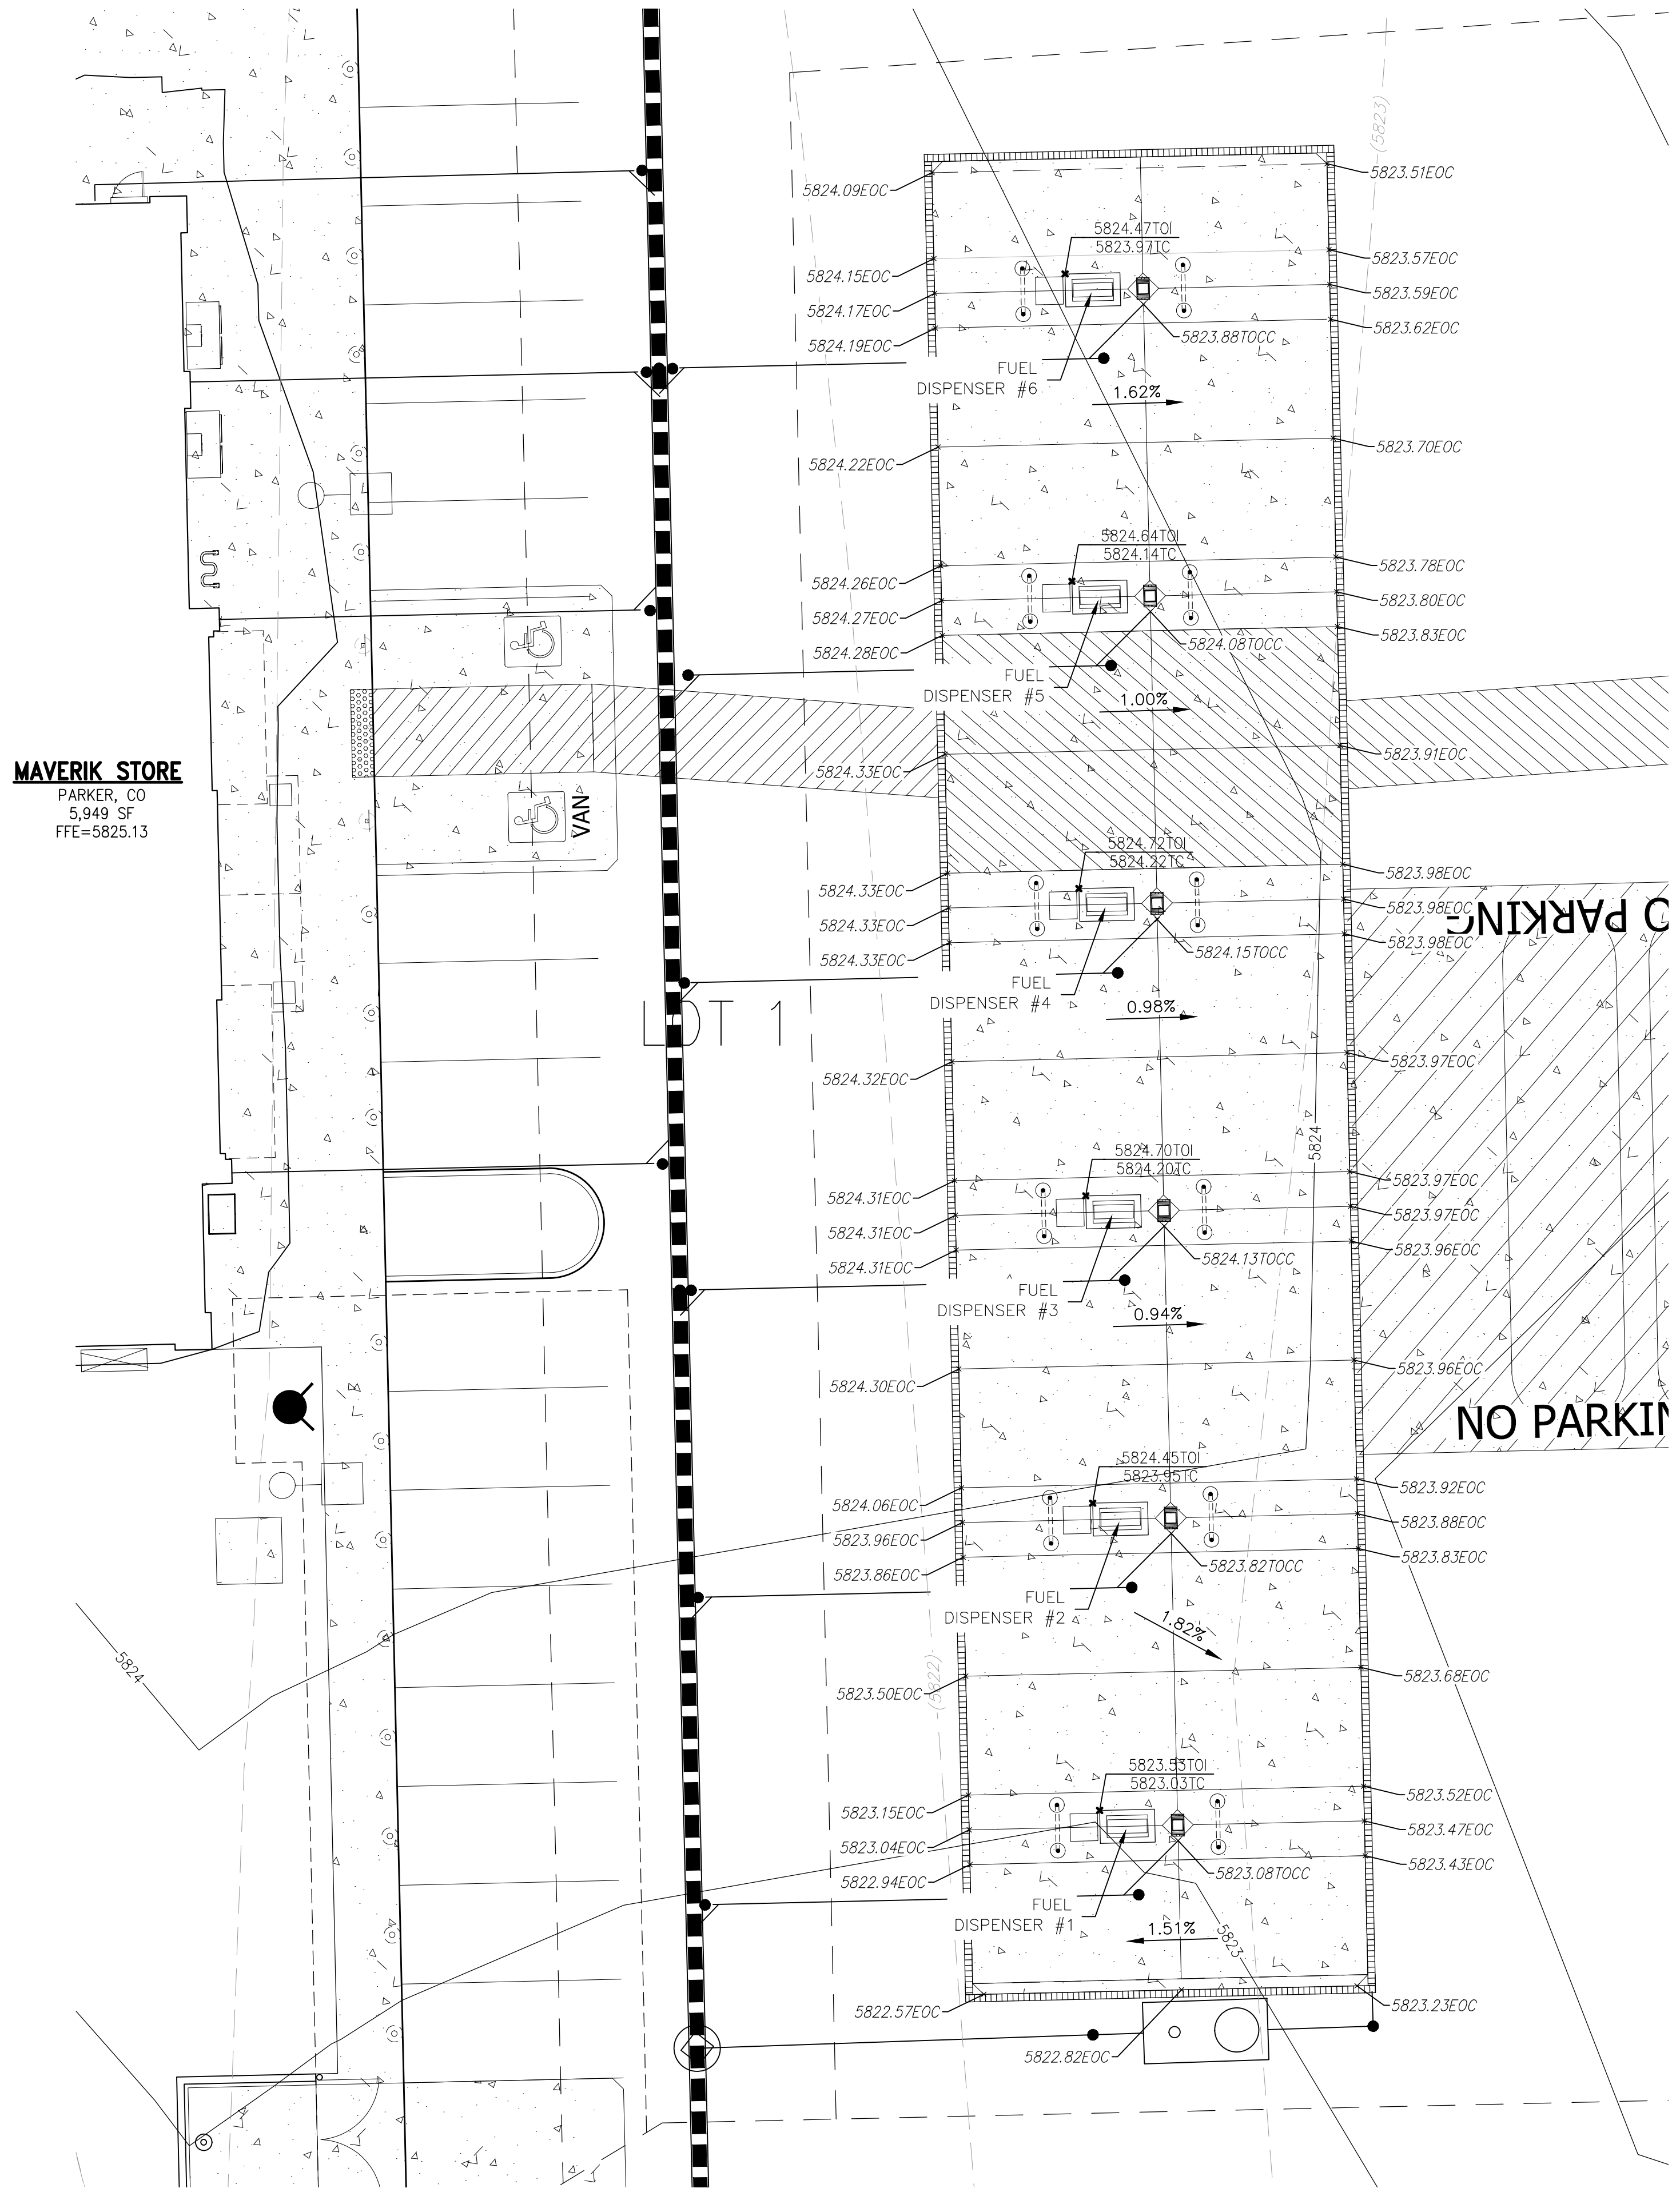 (5823)
5824.09EOC
5823.51EOC
5824.47TOI
5823.97TC
5824.15EOC
5823.57EOC
5824.17EOC
5823.59EOC
5824.19EOC
5823.62EOC
5823.88TOCC
FUEL
DISPENSER #6
1.62%
5824.22EOC
5823.70EOC
5824.64TOI
5824.14TC
5824.26EOC
5823.78EOC
5824.27EOC
5823.80EOC
5824.28EOC
5823.83EOC
5824.08TOCC
FUEL
DISPENSER #5
1.00%
MAVERIK STORE
PARKER, CO
5,949 SF
FFE=5825.13
VAN
5824.33EOC
5823.91EOC
5824.72TOI
5824.22TC
5824.33EOC
5823.98EOC
5824.33EOC
5823.98EOC
5824.33EOC
5823.98EOC
O PARKING
5824.15TOCC
FUEL
DISPENSER #4
0.98%
LOT 1
5824.32EOC
5823.97EOC
5824
5824.70TOI
5824.20TC
5824.31EOC
5823.97EOC
5824.31EOC
5823.97EOC
5824.31EOC
5823.96EOC
5824.13TOCC
FUEL
DISPENSER #3
0.94%
5824.30EOC
5823.96EOC
NO PARKIN
5824.45TOI
5823.95TC
5824.06EOC
5823.92EOC
5823.96EOC
5823.88EOC
5823.86EOC
5823.83EOC
5823.82TOCC
FUEL
DISPENSER #2
1.82%
5824
(5822)
5823.50EOC
5823.68EOC
5823.53TOI
5823.03TC
5823.15EOC
5823.52EOC
5823.04EOC
5823.47EOC
5822.94EOC
5823.43EOC
5823.08TOCC
FUEL
DISPENSER #1
1.51%
5823
5822.57EOC
5823.23EOC
5822.82EOC